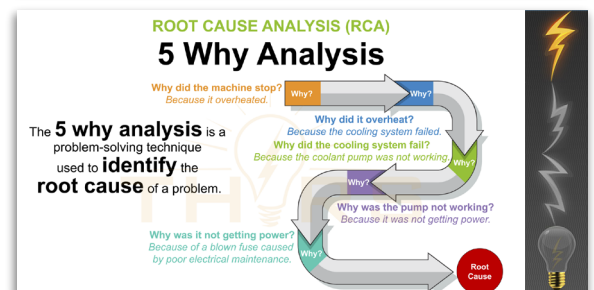 ROOT CAUSE ANALYSIS (RCA)
5 Why Analysis
Why did the machine stop?
Because it overheated.
Why?
Why?
The 5 why analysis is a
problem-solving technique
used to identify the
root cause of a problem.
Why did it overheat?
Because the cooling system failed.
Why did the cooling system fail?
Because the coolant pump was not working.
Why?
Why?
Why was the pump not working?
Because it was not getting power.
Why was it not getting power?
Because of a blown fuse caused
by poor electrical maintenance.
Why?
Root
Cause